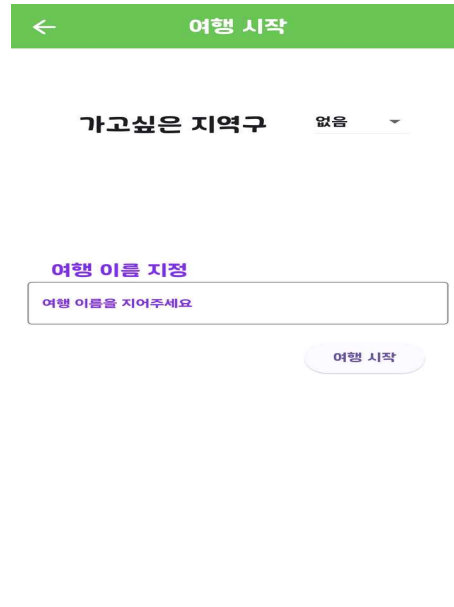 여행 시작
가고싶은 지역구 없음
여행 이름 지정
여행 이름을 지어주세요
여행 시작